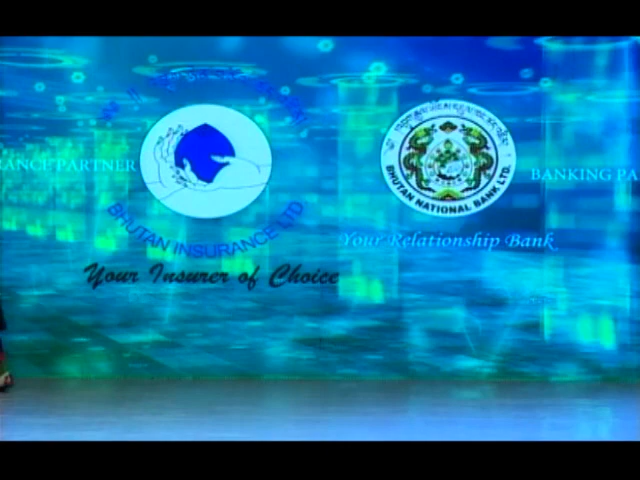 ANCE PARTNER
BHUTAN INSURANCE LTD
Your Insurer of Choice
BHUTAN NATIONAL BANK LTD.
Your Relationship Bank
BANKING PA